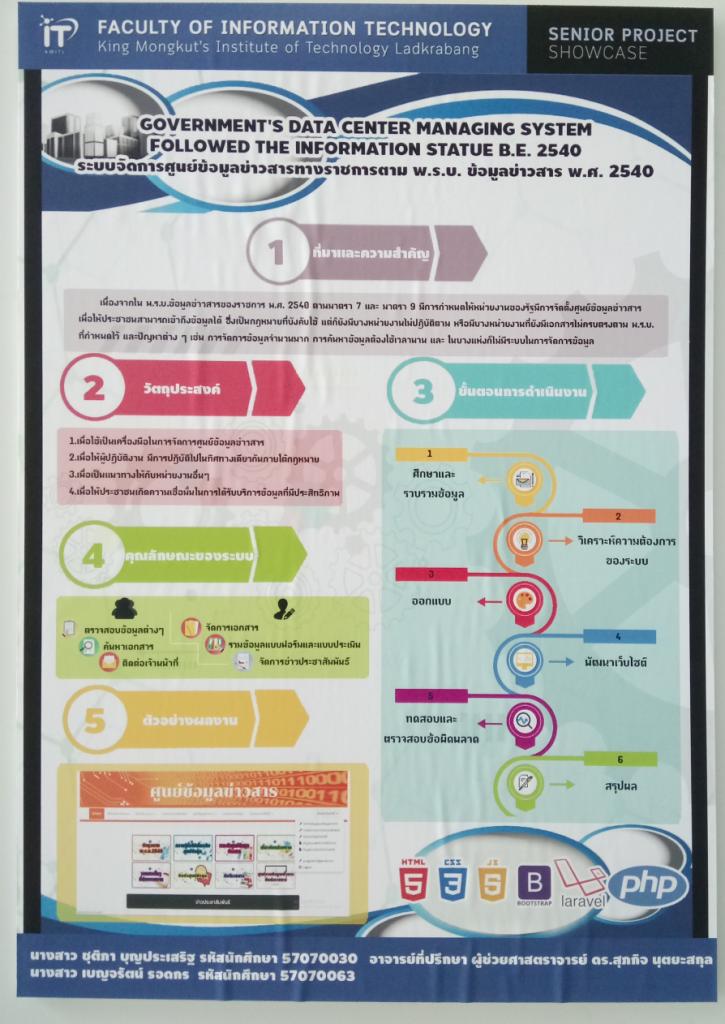 iT
KMITL
FACULTY OF INFORMATION TECHNOLOGY
King Mongkut's Institute of Technology Ladkrabang
SENIOR PROJECT
SHOWCASE
GOVERNMENT'S DATA CENTER MANAGING SYSTEM
FOLLOWED THE INFORMATION STATUE B.E. 2540
ระบบจัดการศูนย์ข้อมูลข่าวสารทางราชการตาม พ.ร.บ. ข้อมูลข่าวสาร พ.ศ. 2540
1 ที่มาและความสำคัญ
เนื่องจากใน พ.ร.บ.ข้อมูลข่าวสารของราชการ พ.ศ. 2540 ตามมาตรา 7 และ มาตรา 9 มีการกำหนดให้หน่วยงานของรัฐมีการจัดตั้งศูนย์ข้อมูลข่าวสาร
เพื่อให้ประชาชนสามารถเข้าถึงข้อมูลได้ ซึ่งเป็นกฎหมายที่บังคับใช้ แต่ก็ยังมีบางหน่วยงานไม่ปฏิบัติตาม หรือมีบางหน่วยงานที่ยังมีเอกสารไม่ครบตรงตาม พ.ร.บ.
ที่กำหนดไว้ และปัญหาต่าง ๆ เช่น การจัดการข้อมูลจำนวนมาก การค้นหาข้อมูลต้องใช้เวลานาน และ ในบางแห่งก็ไม่มีระบบในการจัดการข้อมูล
2 วัตถุประสงค์
1.เพื่อใช้เป็นเครื่องมือในการจัดการศูนย์ข้อมูลข่าวสาร
2.เพื่อให้ผู้ปฏิบัติงาน มีการปฏิบัติไปในทิศทางเดียวกันภายใต้กฎหมาย
3.เพื่อเป็นแนวทางให้กับหน่วยงานอื่นๆ
4.เพื่อให้ประชาชนเกิดความเชื่อมั่นในการได้รับบริการข้อมูลที่มีประสิทธิภาพ
3 ขั้นตอนการดำเนินงาน
1
ศึกษาและ
รวบรวมข้อมูล
2
วิเคราะห์ความต้องการ
ของระบบ
3
ออกแบบ
4
พัฒนาเว็บไซต์
5
ทดสอบและ
ตรวจสอบข้อผิดพลาด
6
สรุปผล
4 คุณลักษณะของระบบ
ตรวจสอบข้อมูลต่างๆ
ค้นหาเอกสาร
ติดต่อเจ้าหน้าที่
จัดการเอกสาร
รวมข้อมูลแบบฟอร์มและแบบประเมิน
จัดการข่าวประชาสัมพันธ์
5 ตัวอย่างผลงาน
ศูนย์ข้อมูลข่าวสาร
ข่าวประชาสัมพันธ์
HTML
5
CSS
3
JS
5
B
BOOTSTRAP
laravel
php
นางสาว ชุติภา บุญประเสริฐ รหัสนักศึกษา 57070030 อาจารย์ที่ปรึกษา ผู้ช่วยศาสตราจารย์ ดร.สุภกิจ นุตยะสกุล
นางสาว เบญจรัตน์ รอดกร รหัสนักศึกษา 57070063